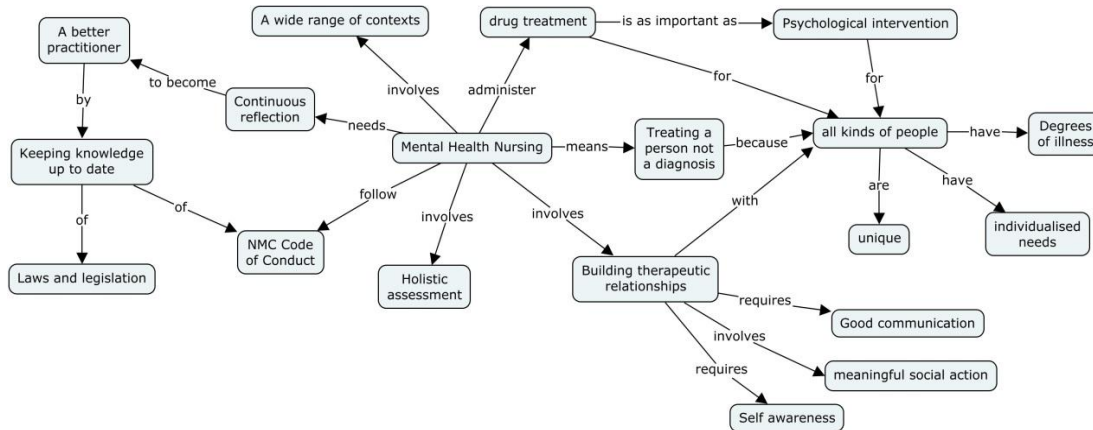 A wide range of contexts
drug treatment
is as important as
Psychological intervention
A better
practitioner
to become
involves
administer
for
for
by
Continuous
reflection
needs
Mental Health Nursing
means
Treating a
person not
a diagnosis
because
all kinds of people
have
Degrees
of illness
Keeping knowledge
up to date
follow
involves
involves
with
are
have
of
of
unique
individualised
needs
Laws and legislation
NMC Code
of Conduct
Holistic
assessment
Building therapeutic
relationships
requires
Good communication
involves
requires
meaningful social action
Self awareness